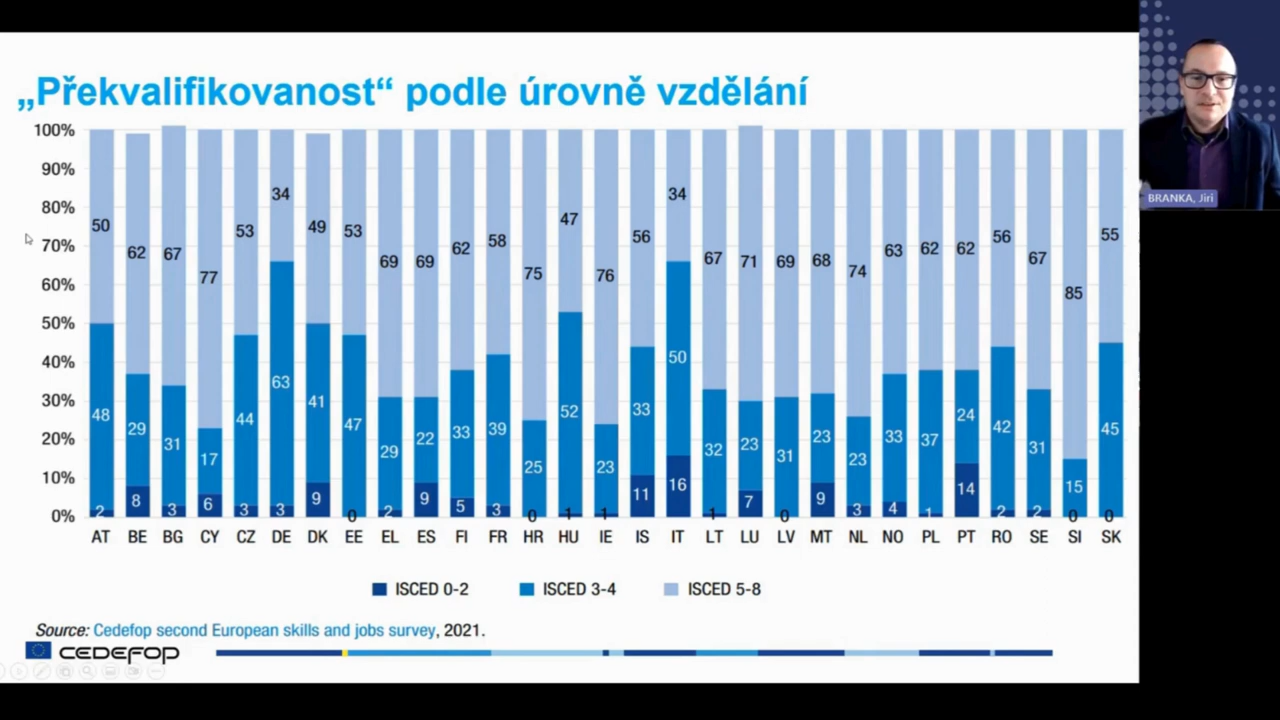 „Překvalifikovanost“ podle úrovně vzdělání
100%
90%
80%
70%
60%
50%
40%
30%
20%
10%
0%
50 62 67 77 53 34 49 53 69 69 62 58 75 47 76 56 34 67 71 69 68 74 63 62 62 56 67 85 55
48 29 31 17 44 63 41 47 29 22 33 39 25 52 23 33 50 32 23 31 23 23 33 37 24 42 31 15 45
2 8 3 6 3 3 9 0 2 9 5 3 0 1 1 11 16 1 7 0 9 3 4 1 14 2 2 0 0
AT BE BG CY CZ DE DK EE EL ES FI FR HR HU IE IS IT LT LU LV MT NL NO PL PT RO SE SI SK
ISCED 0-2 ISCED 3-4 ISCED 5-8
Source: Cedefop second European skills and jobs survey, 2021.
CEDEFOP
BRANKA, Jiri